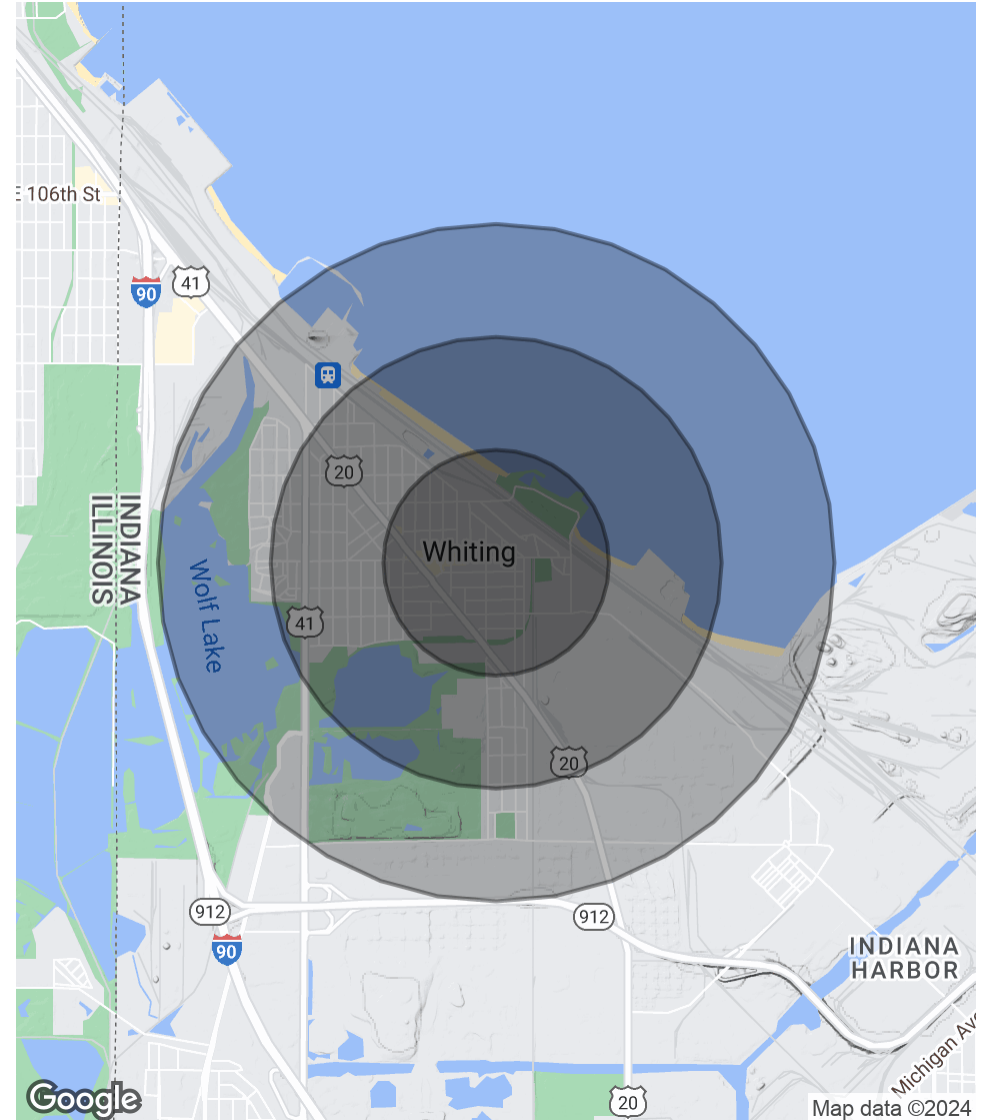 E 106th St
41
90
20
Whiting
INDIANA
ILLINOIS
Wolf Lake
41
20
912
912
90
INDIANA
HARBOR
Michigan Av
20
Google
Map data ©2024